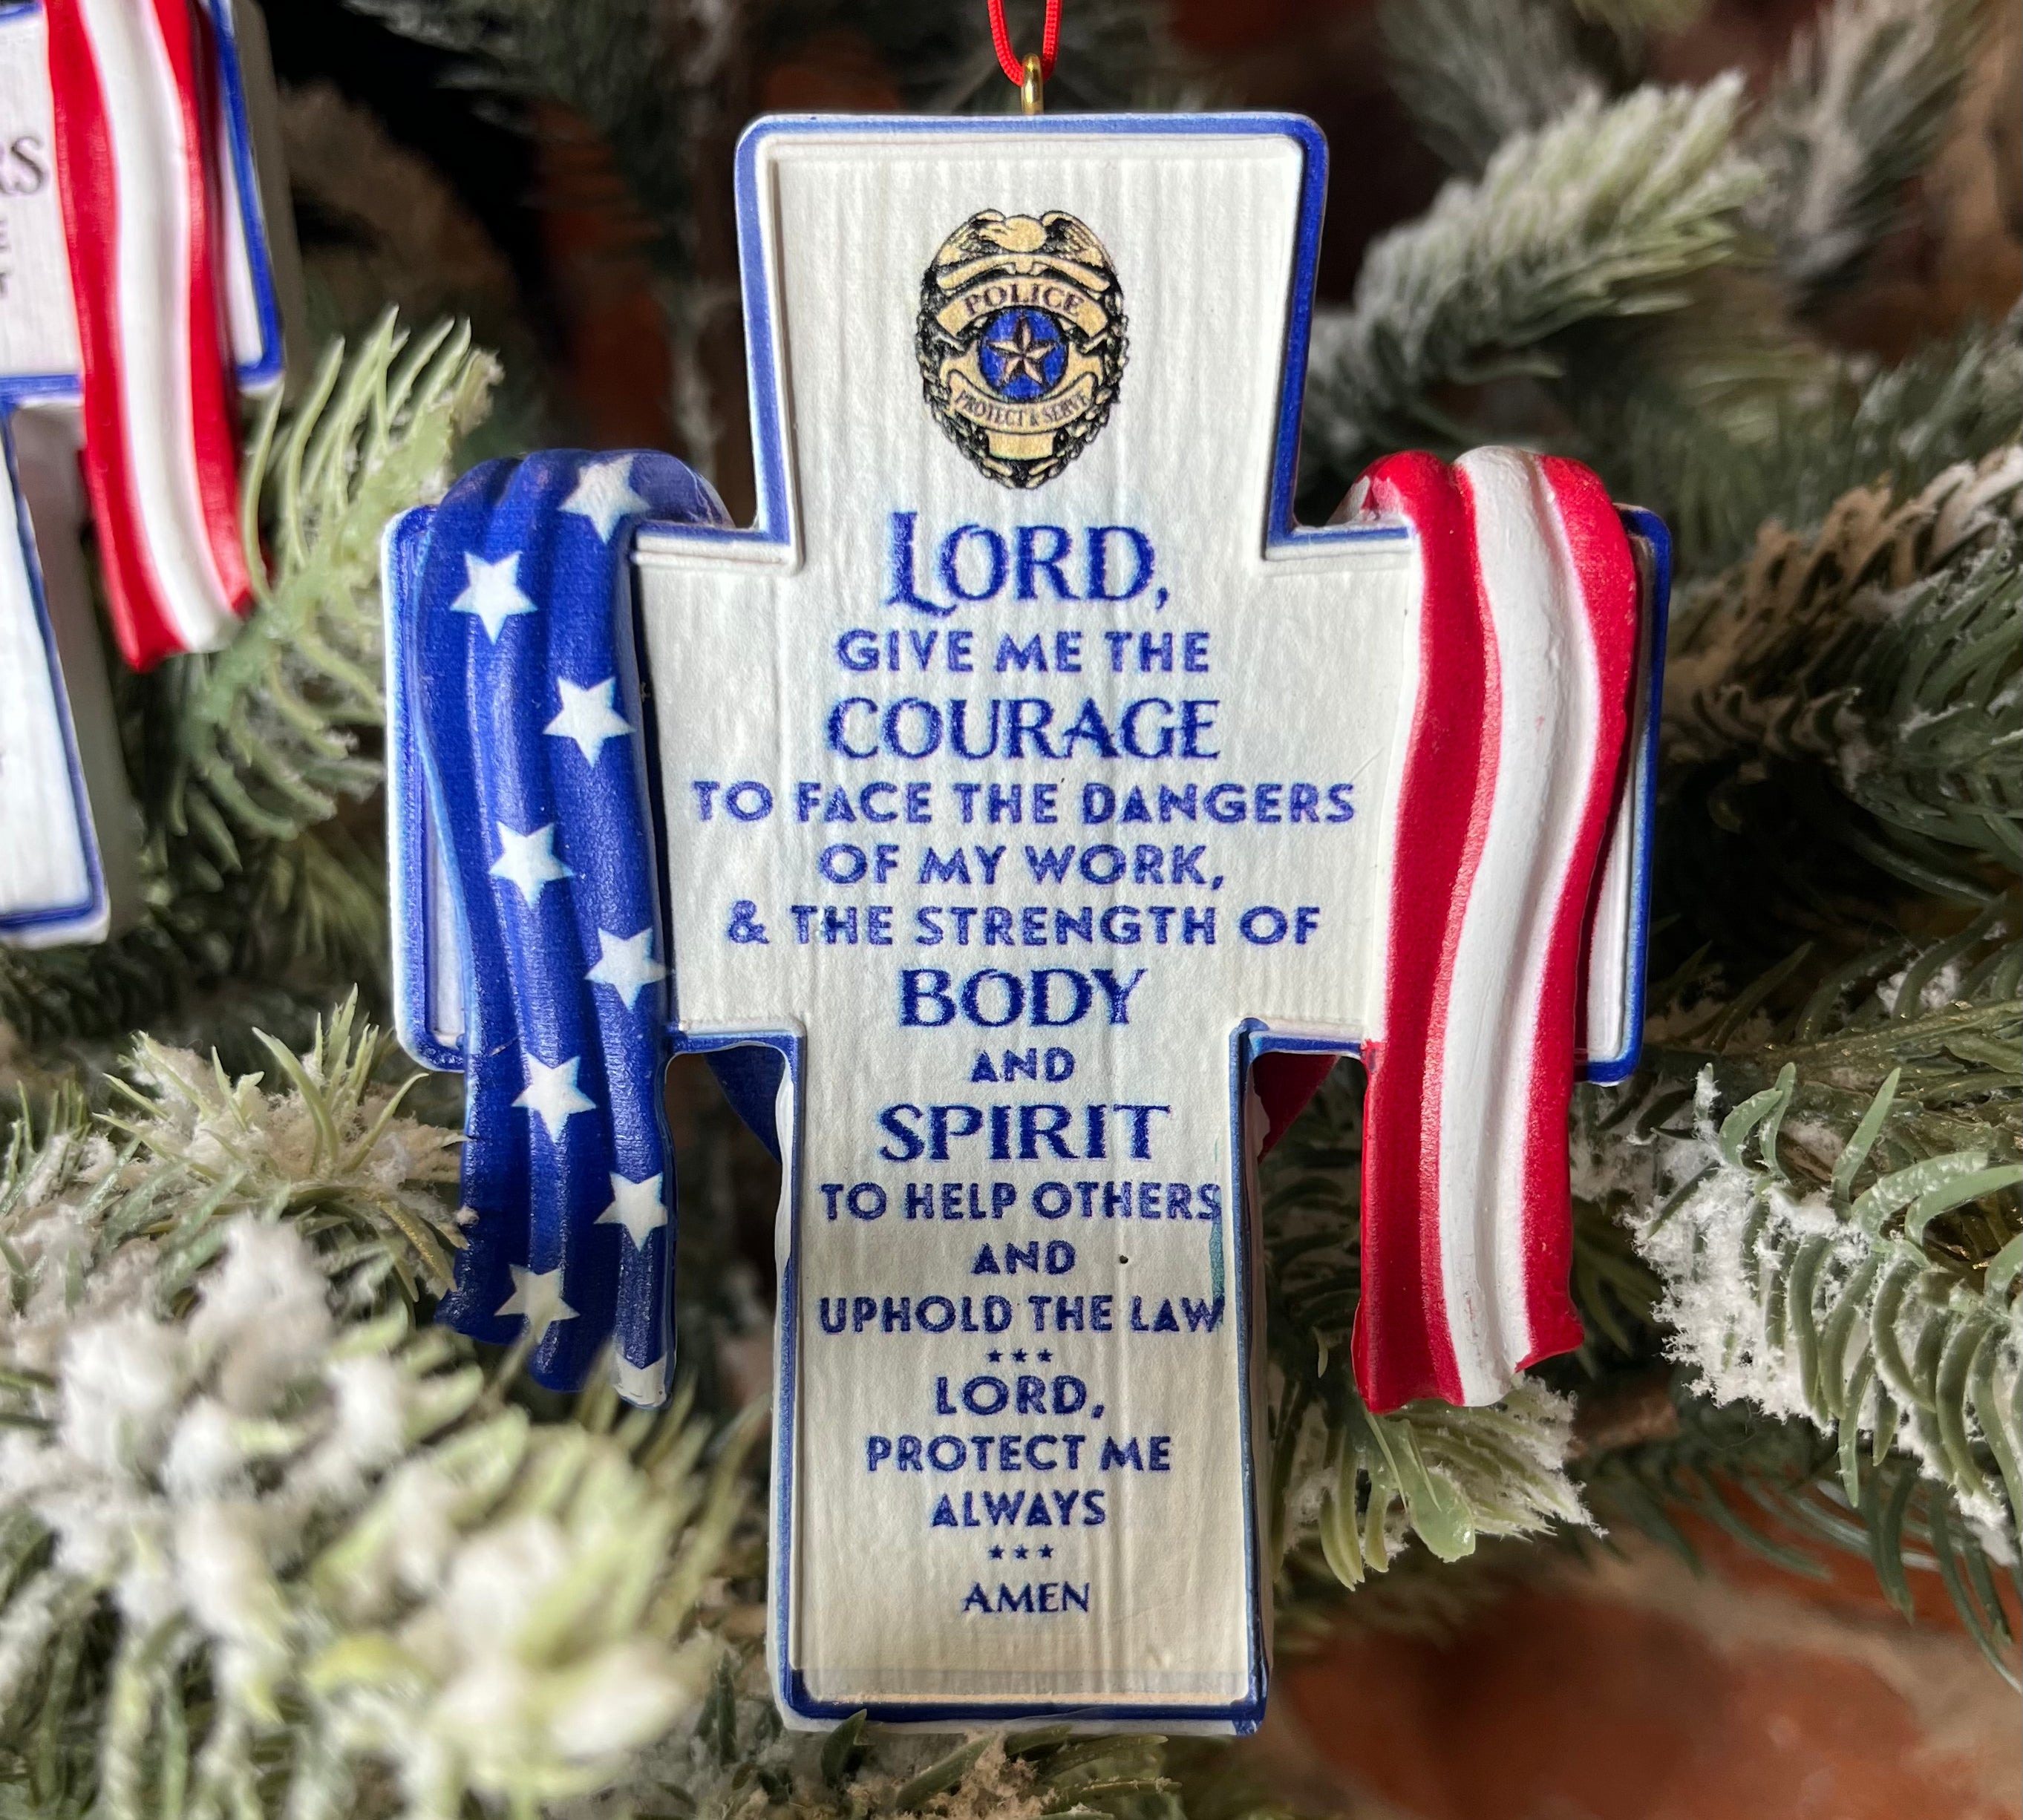 RS
POLICE
PROTECT & SERVE
LORD,
GIVE ME THE
COURAGE
TO FACE THE DANGERS
OF MY WORK,
& THE STRENGTH OF
BODY
AND
SPIRIT
TO HELP OTHERS
AND
UPHOLD THE LAW
LORD,
PROTECT ME
ALWAYS
AMEN